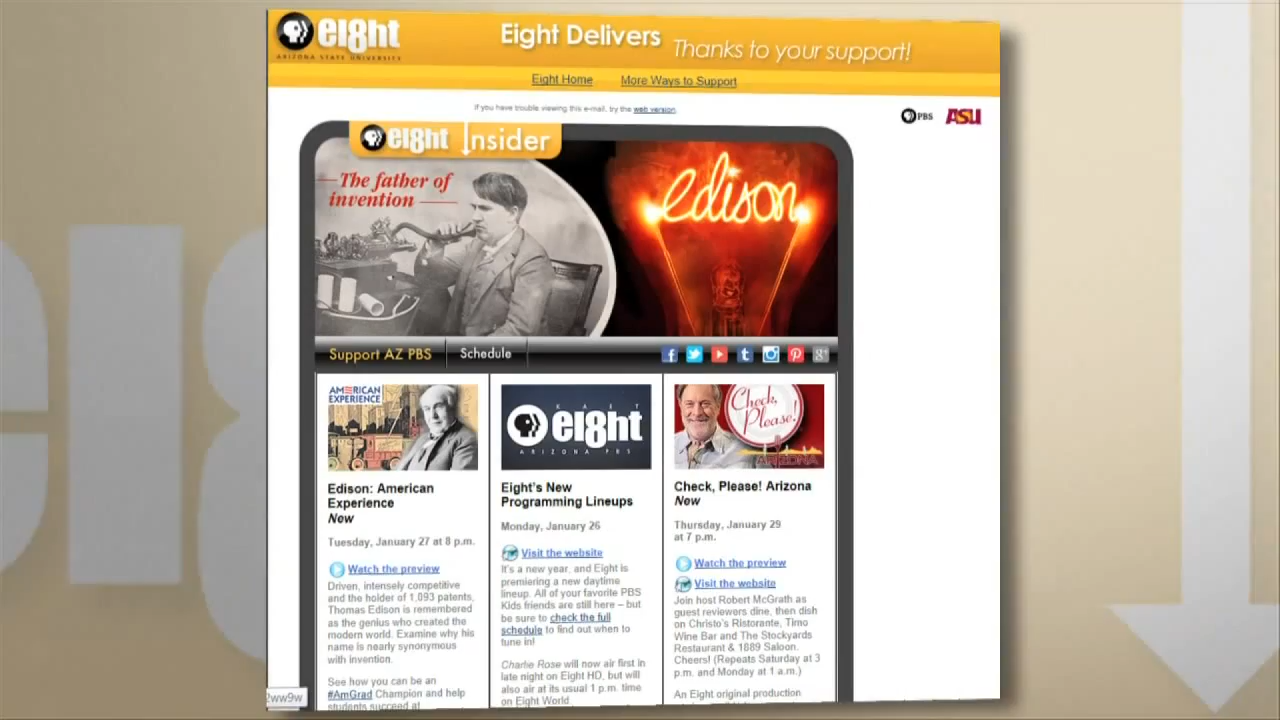 ei8ht
ARIZONA STATE UNIVERSITY
Eight Delivers Thanks to your support!
Eight Home More Ways to Support
If you have trouble viewing this e-mail, try the web version.
PBS ASU
ei8ht Insider
The father of
invention
edison
Support AZ PBS Schedule
AMERICAN
EXPERIENCE
Edison: American
Experience
New
Tuesday, January 27 at 8 p.m.
Watch the preview
Driven, intensely competitive
and the holder of 1,093 patents,
Thomas Edison is remembered
as the genius who created the
modern world. Examine why his
name is nearly synonymous
with invention.
See how you can be an
#AmGrad Champion and help
students succeed at
KAET
ei8ht
ARIZONA PBS
Eight's New
Programming Lineups
Monday, January 26
Visit the website
It's a new year, and Eight is
premiering a new daytime
lineup. All of your favorite PBS
Kids friends are still here – but
be sure to check the full
schedule to find out when to
tune in!
Charlie Rose will now air first in
late night on Eight HD, but will
also air at its usual 1 p.m. time
on Eight World
Check,
Please!
ARIZONA
Check, Please! Arizona
New
Thursday, January 29
at 7 p.m.
Watch the preview
Visit the website
Join host Robert McGrath as
guest reviewers dine, then dish
on Christo's Ristorante, Timo
Wine Bar and The Stockyards
Restaurant & 1889 Saloon.
Cheers! (Repeats Saturday at 3
p.m. and Monday at 1 a.m.)
An Eight original production
2ww9w